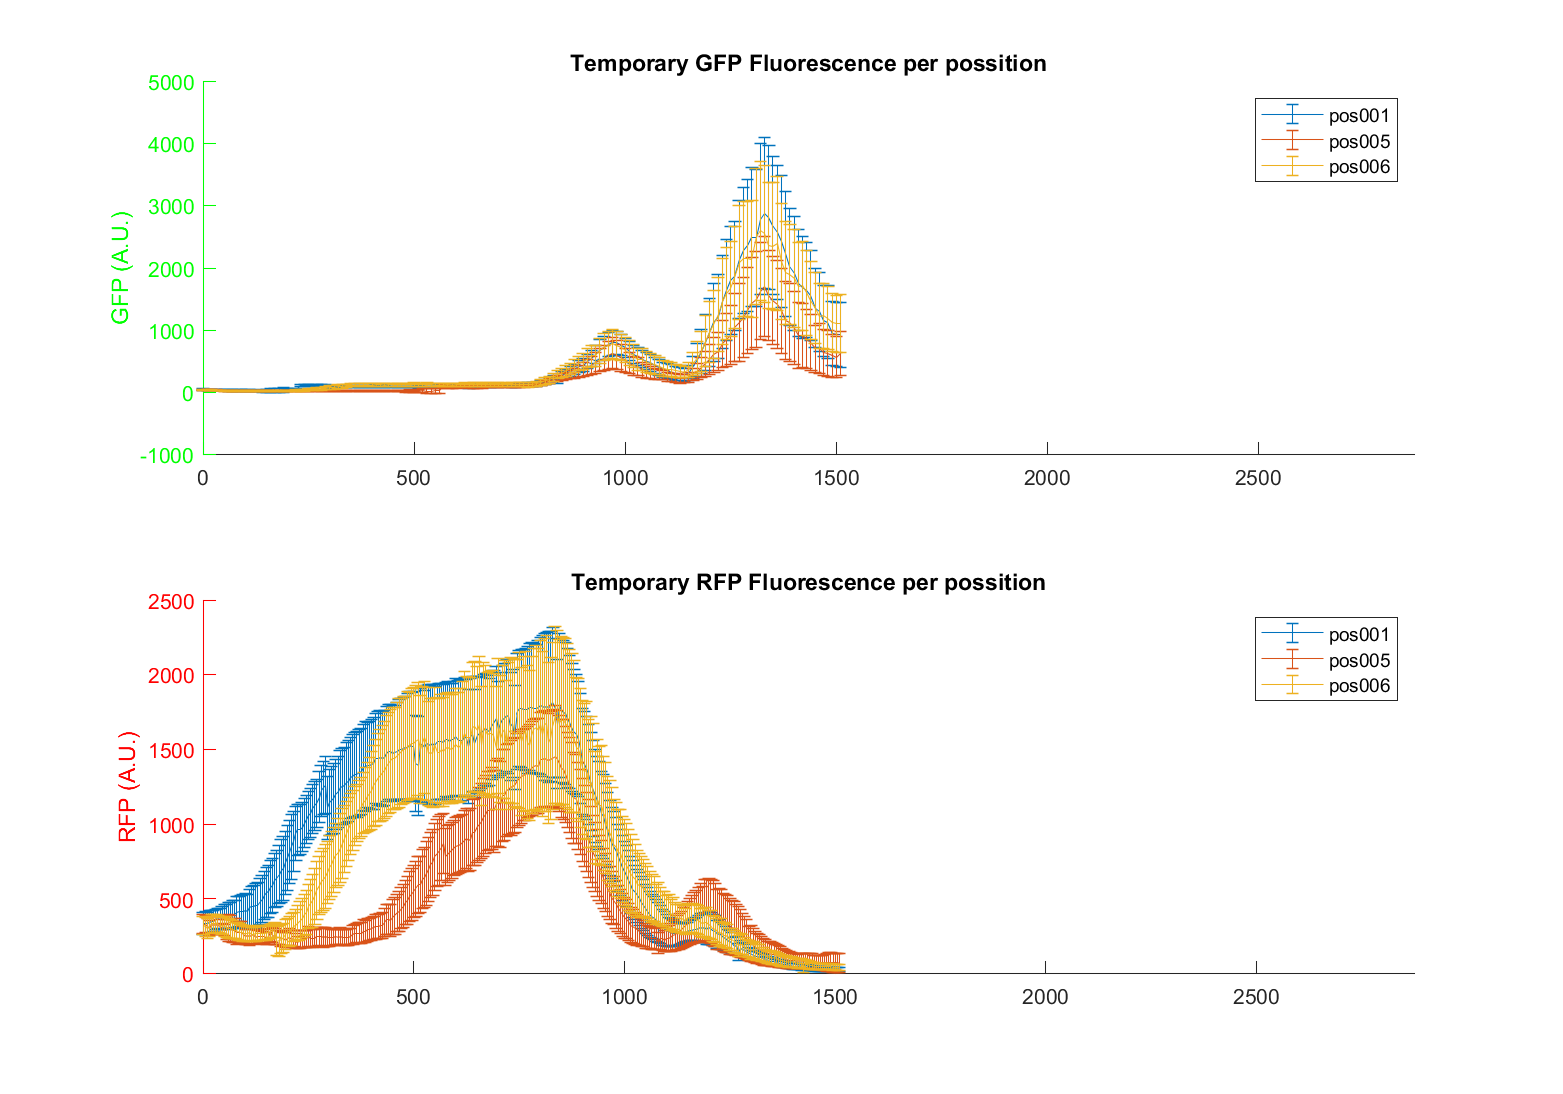 Temporary GFP Fluorescence per possition
5000
4000
3000
2000
1000
0
-1000
GFP (A.U.)
0 500 1000 1500 2000 2500
pos001
pos005
pos006
Temporary RFP Fluorescence per possition
2500
2000
1500
1000
500
0
RFP (A.U.)
0 500 1000 1500 2000 2500
pos001
pos005
pos006